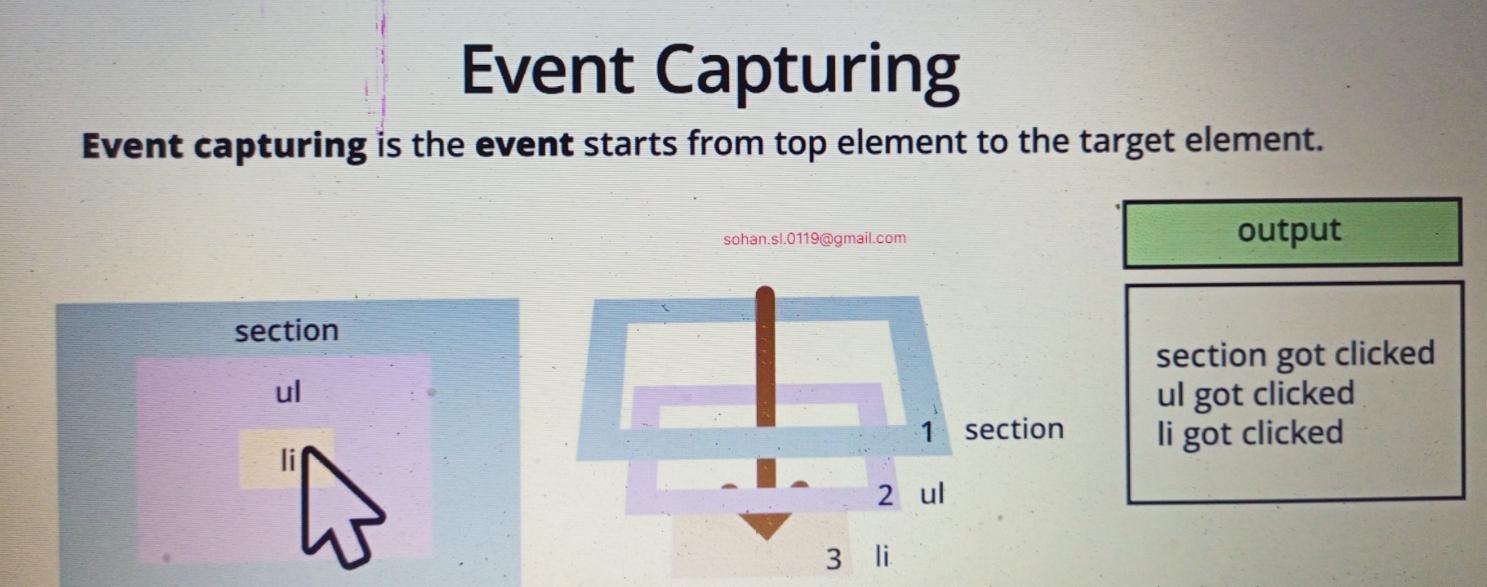 Event Capturing
Event capturing is the event starts from top element to the target element.
sohan.sl.0119@gmail.com
output
section
ul
li
1 section
2 ul
3 li
section got clicked
ul got clicked
li got clicked